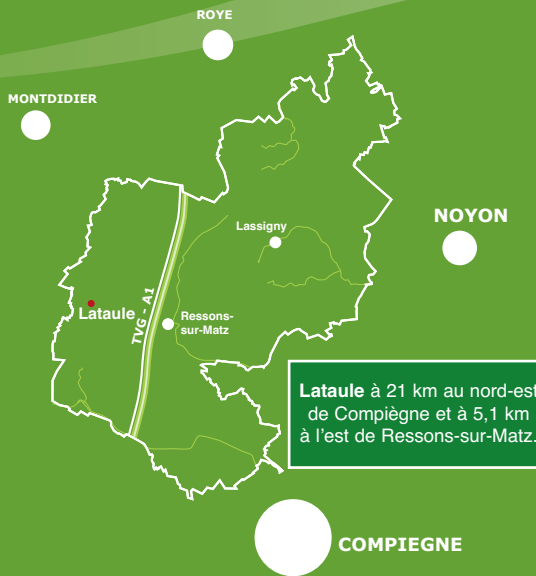 ROYE
MONTDIDIER
NOYON
Lassigny
Lataule
TVG - A1
Ressons-
sur-Matz
Lataule à 21 km au nord-est
de Compiègne et à 5,1 km
à l'est de Ressons-sur-Matz.
COMPIEGNE